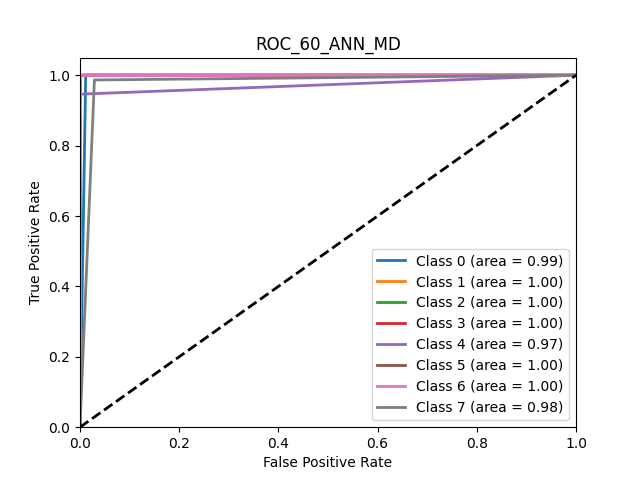 ROC_60_ANN_MD
True Positive Rate
1.0
0.8
0.6
0.4
0.2
0.0
Class 0 (area = 0.99)
Class 1 (area = 1.00)
Class 2 (area = 1.00)
Class 3 (area = 1.00)
Class 4 (area = 0.97)
Class 5 (area = 1.00)
Class 6 (area = 1.00)
Class 7 (area = 0.98)
0.0 0.2 0.4 0.6 0.8 1.0
False Positive Rate